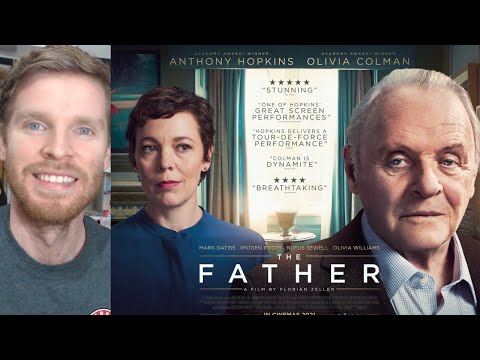 ACADEMY AWARD® WINNER
ANTHONY HOPKINS
ACADEMY AWARD® WINNER
OLIVIA COLMAN
★★★★★
"STUNNING"
"ONE OF HOPKINS'
GREAT SCREEN
PERFORMANCES"
"HOPKINS DELIVERS A
TOUR-DE-FORCE
PERFORMANCE"
"COLMAN IS
DYNAMITE"
★★★★
"BREATHTAKING"
MARK GATISS IMOGEN POOTS RUFUS SEWELL OLIVIA WILLIAMS
THE
FATHER
A FILM BY FLORIAN ZELLER
IN CINEMAS 2021